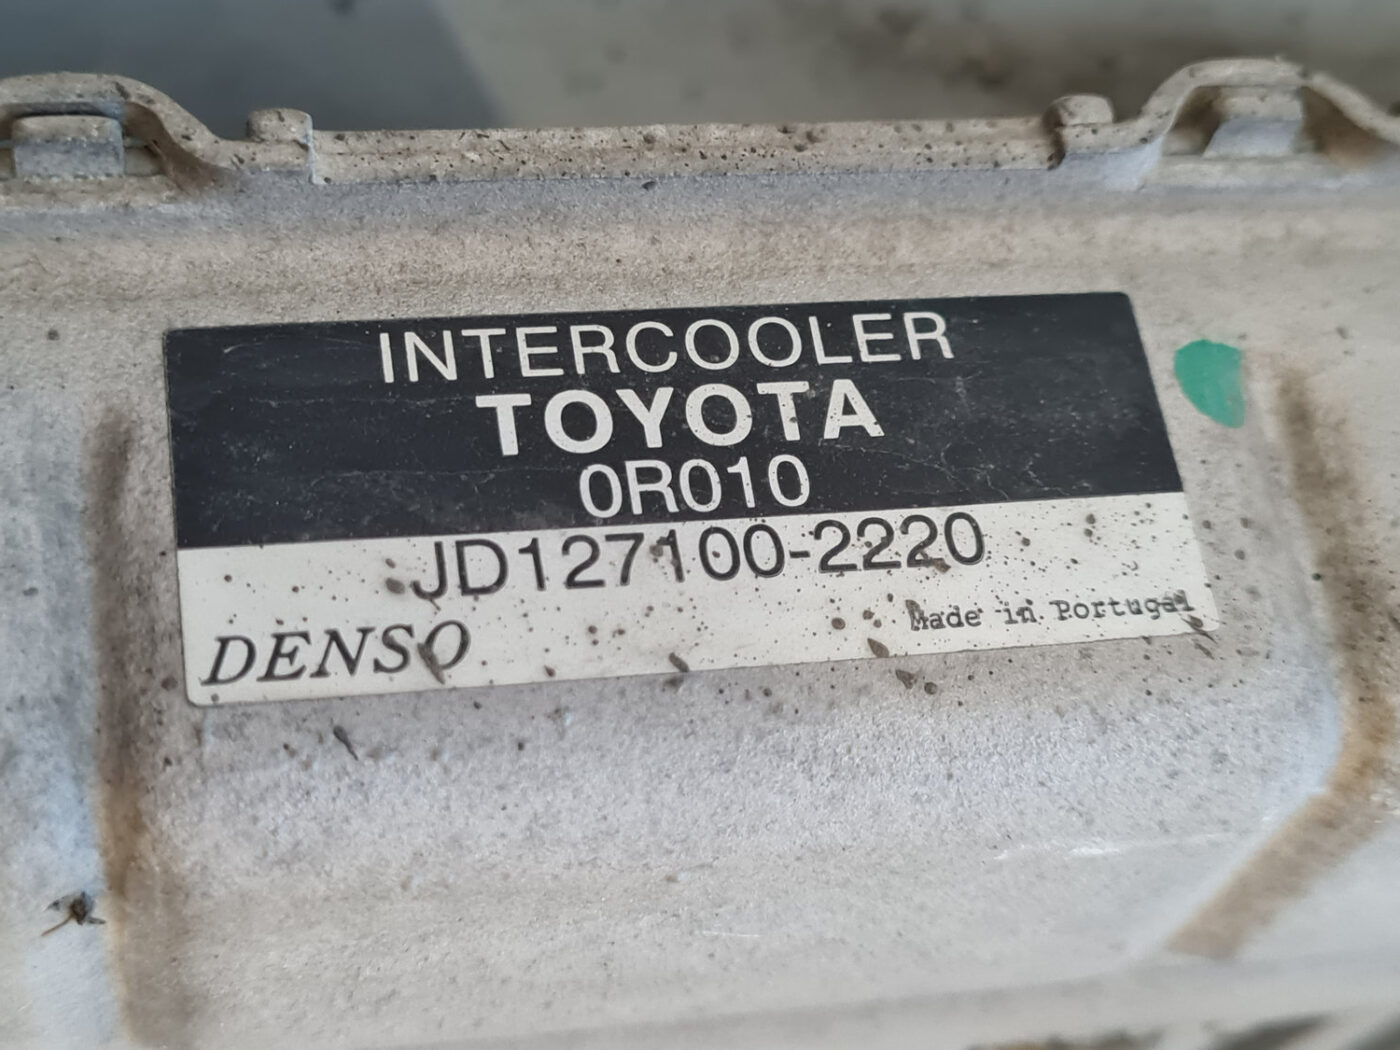 INTERCOOLER
TOYOTA
0R010
JD127100-2220
DENSO
Made in Portugal